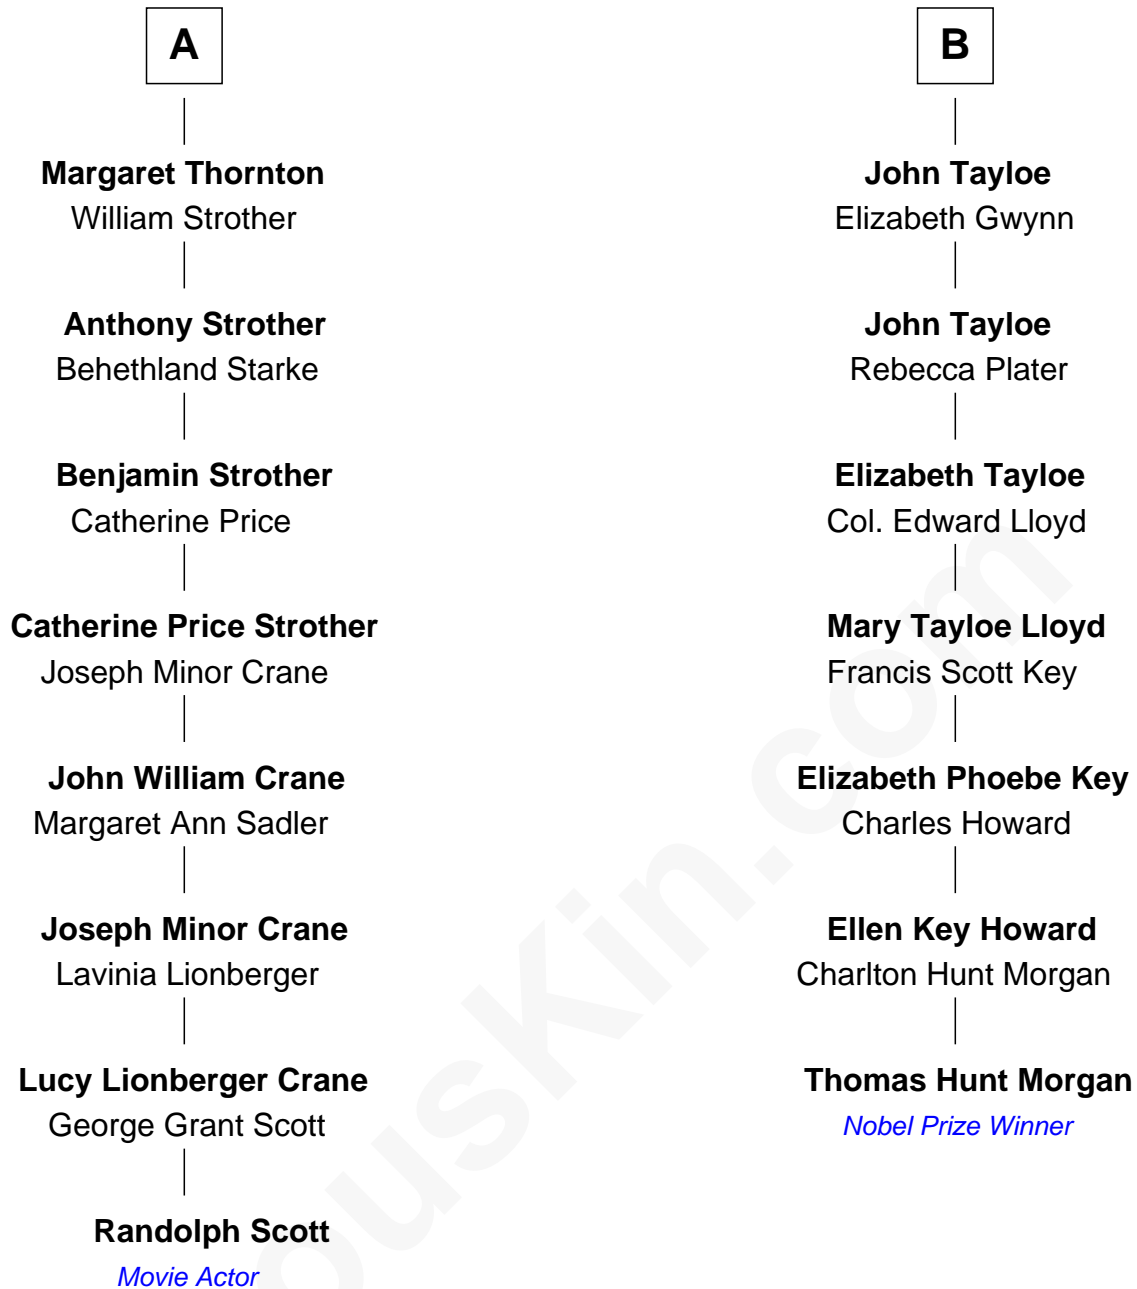 A
Margaret Thornton
William Strother
Anthony Strother
Behethland Starke
Benjamin Strother
Catherine Price
Catherine Price Strother
Joseph Minor Crane
John William Crane
Margaret Ann Sadler
Joseph Minor Crane
Lavinia Lionberger
Lucy Lionberger Crane
George Grant Scott
Randolph Scott
Movie Actor
B
John Tayloe
Elizabeth Gwynn
John Tayloe
Rebecca Plater
Elizabeth Tayloe
Col. Edward Lloyd
Mary Tayloe Lloyd
Francis Scott Key
Elizabeth Phoebe Key
Charles Howard
Ellen Key Howard
Charlton Hunt Morgan
Thomas Hunt Morgan
Nobel Prize Winner
ousKin.com